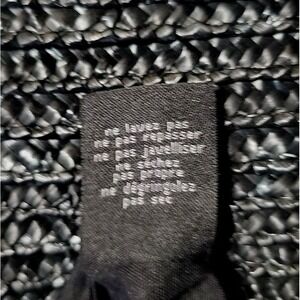 ne lavez pas
ne pas repasser
ne pas javelliser
ne séchez
pas propre
ne dégringolez
pas sec